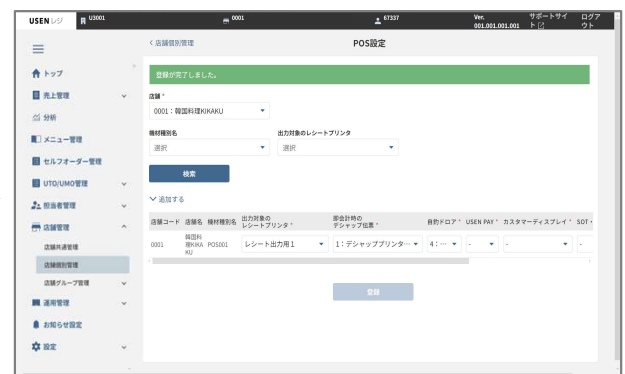 USEN レジ
U3001
0001
67337
Ver.
001.001.001.001
サポートサイ
ト
ログア
ウト
トップ
売上管理
分析
メニュー管理
セルフオーダー管理
UTO/UMO管理
担当者管理
店舗管理
店舗共通管理
店舗個別管理
店舗グループ管理
運用管理
お知らせ設定
設定
店舗個別管理
POS設定
登録が完了しました。
店舗 *
0001：韓国料理KIKAKU
機材種別名
出力対象のレシートプリンタ
選択
選択
検索
追加する
店舗コード
店舗名
機材種別名
出力対象の
レシートプリンタ *
即会計時の
デシャップ伝票 *
自動ドロア *
USEN PAY *
カスタマーディスプレイ *
SOT・
0001
韓国料
理KIKA
KU
POS001
レシート出力用1
1：デシャッププリンタ…
4：…
-
-
-
登録